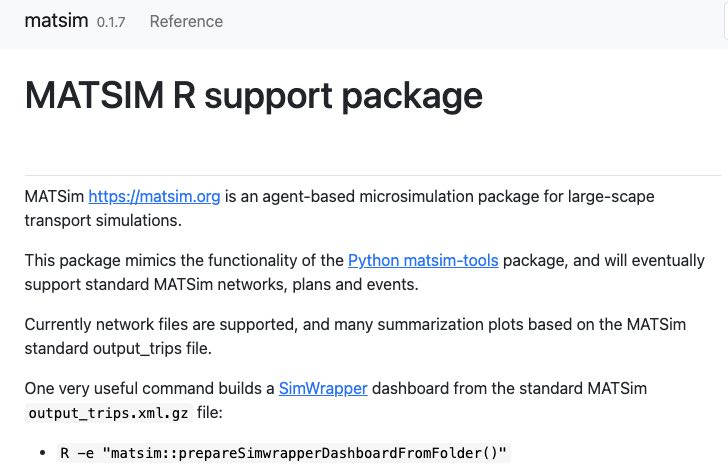 matsim 0.1.7 Reference
MATSIM R support package
MATSim https://matsim.org is an agent-based microsimulation package for large-scape
transport simulations.
This package mimics the functionality of the Python matsim-tools package, and will eventually
support standard MATSim networks, plans and events.
Currently network files are supported, and many summarization plots based on the MATSim
standard output_trips file.
One very useful command builds a SimWrapper dashboard from the standard MATSim
output_trips.xml.gz file:
• R -e "matsim::prepareSimwrapperDashboardFromFolder()"